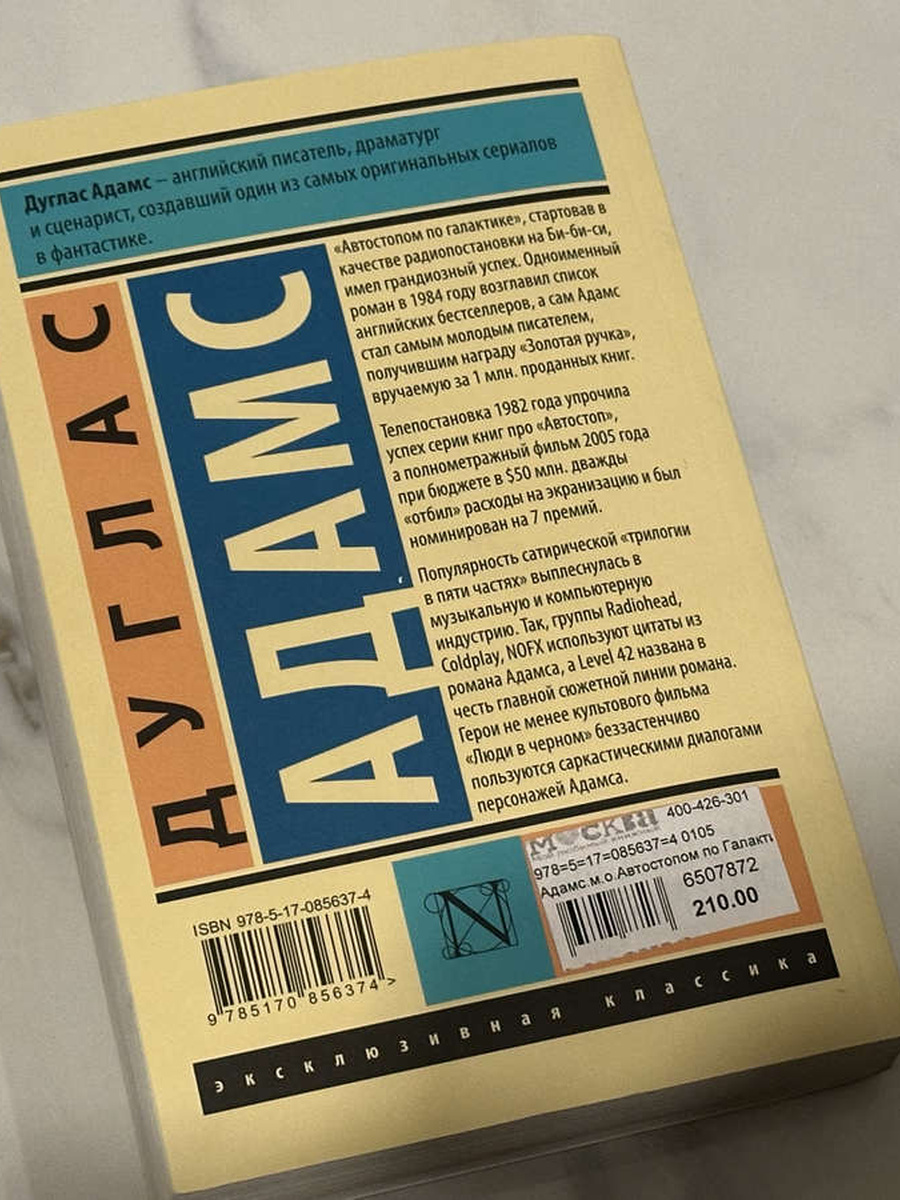 Дуглас Адамс – английский писатель, драматург
и сценарист, создавший один из самых оригинальных сериалов
в фантастике.
ДУГЛАС
АДАМС
«Автостопом по галактике», стартовав в
качестве радиопостановки на Би-би-си,
имел грандиозный успех. Одноименный
роман в 1984 году возглавил список
английских бестселлеров, а сам Адамс
стал самым молодым писателем,
получившим награду «Золотая ручка»,
вручаемую за 1 млн. проданных книг.
Телепостановка 1982 года упрочила
успех серии книг про «Автостоп»,
а полнометражный фильм 2005 года
при бюджете в $50 млн. дважды
«отбил» расходы на экранизацию и был
номинирован на 7 премий.
Популярность сатирической «трилогии
в пяти частях» выплеснулась в
музыкальную и компьютерную
индустрию. Так, группы Radiohead,
Coldplay, NOFX используют цитаты из
романа Адамса, а Level 42 названа в
честь главной сюжетной линии романа.
Герои не менее культового фильма
«Люди в черном» беззастенчиво
пользуются саркастическими диалогами
персонажей Адамса.
ISBN 978-5-17-085637-4
9 785170 856374 >
N
москва 400-426-301
978=5=17=085637=4 0105
Адамс.м.о.Автостопом по Галакти
6507872
210.00
эксклюзивная классика